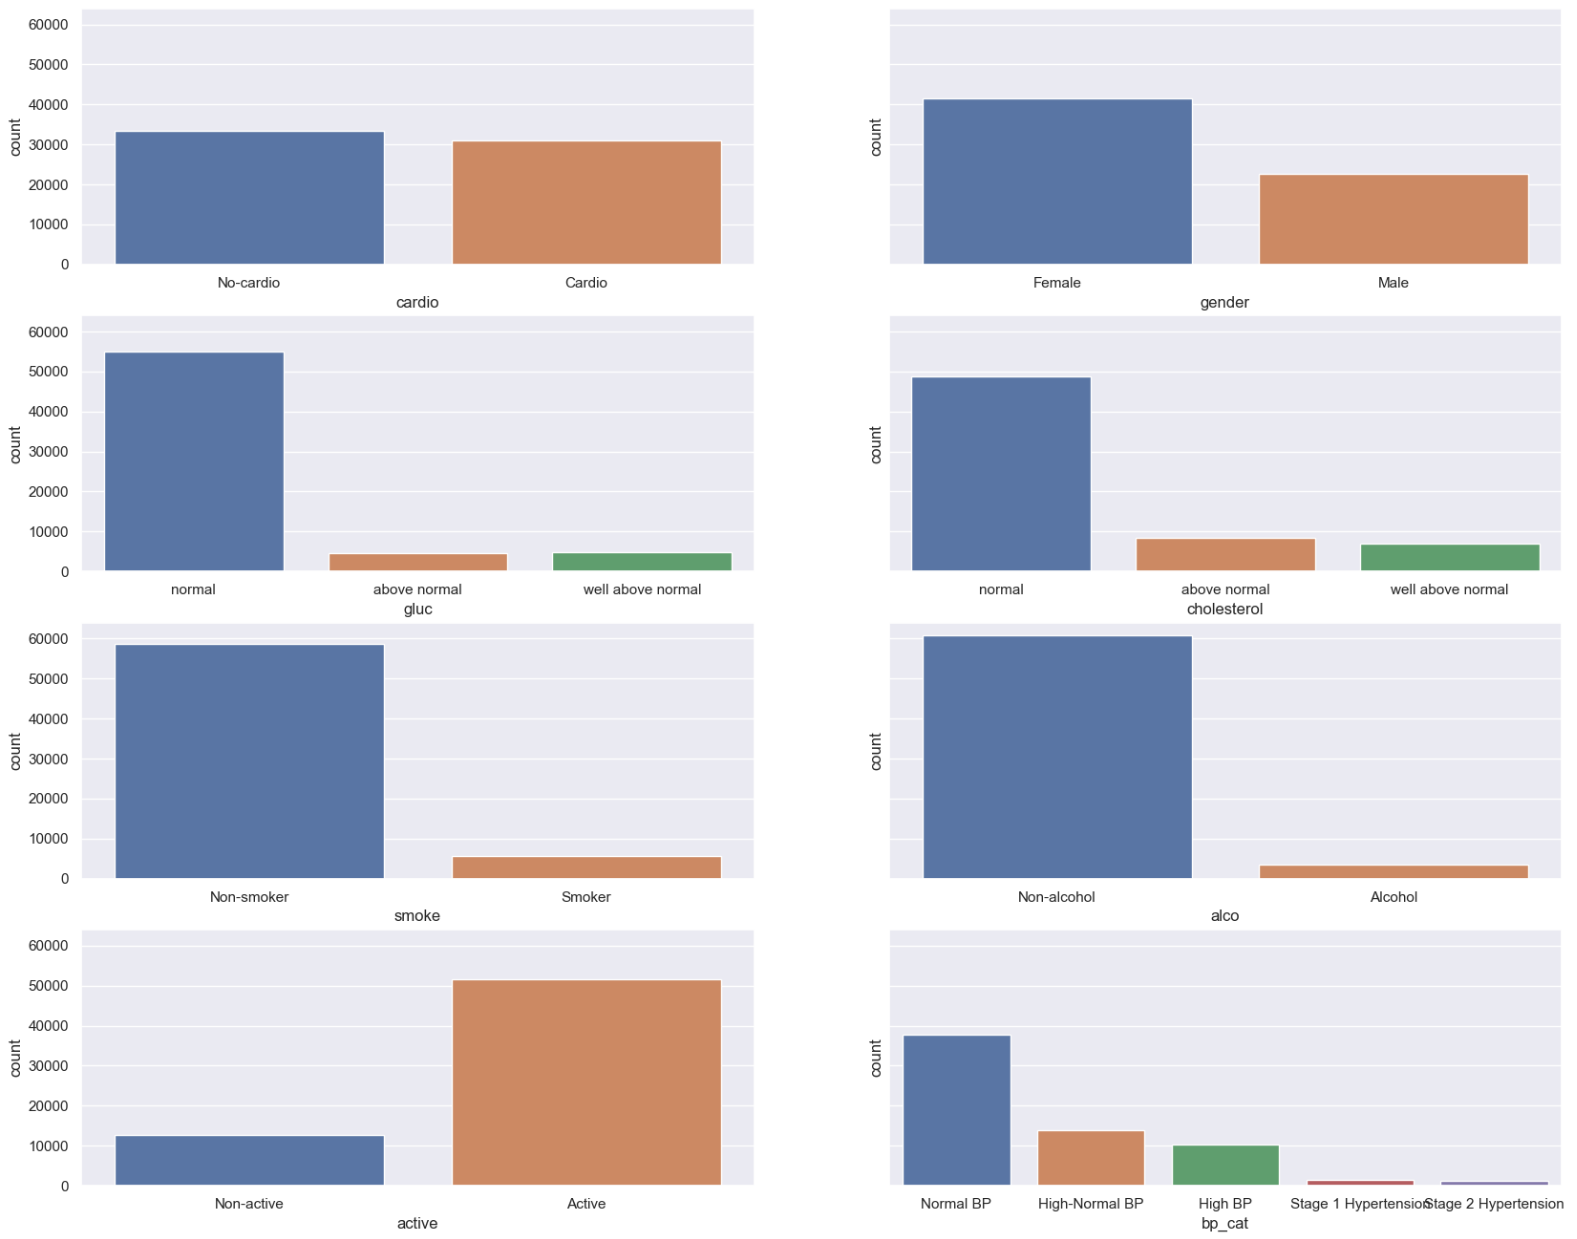 60000
50000
40000
30000
20000
10000
0
count
No-cardio Cardio
cardio
count
Female Male
gender
60000
50000
40000
30000
20000
10000
0
count
normal above normal well above normal
gluc
count
normal above normal well above normal
cholesterol
60000
50000
40000
30000
20000
10000
0
count
Non-smoker Smoker
smoke
count
Non-alcohol Alcohol
alco
60000
50000
40000
30000
20000
10000
0
count
Non-active Active
active
count
Normal BP High-Normal BP High BP Stage 1 Hypertension Stage 2 Hypertension
bp_cat